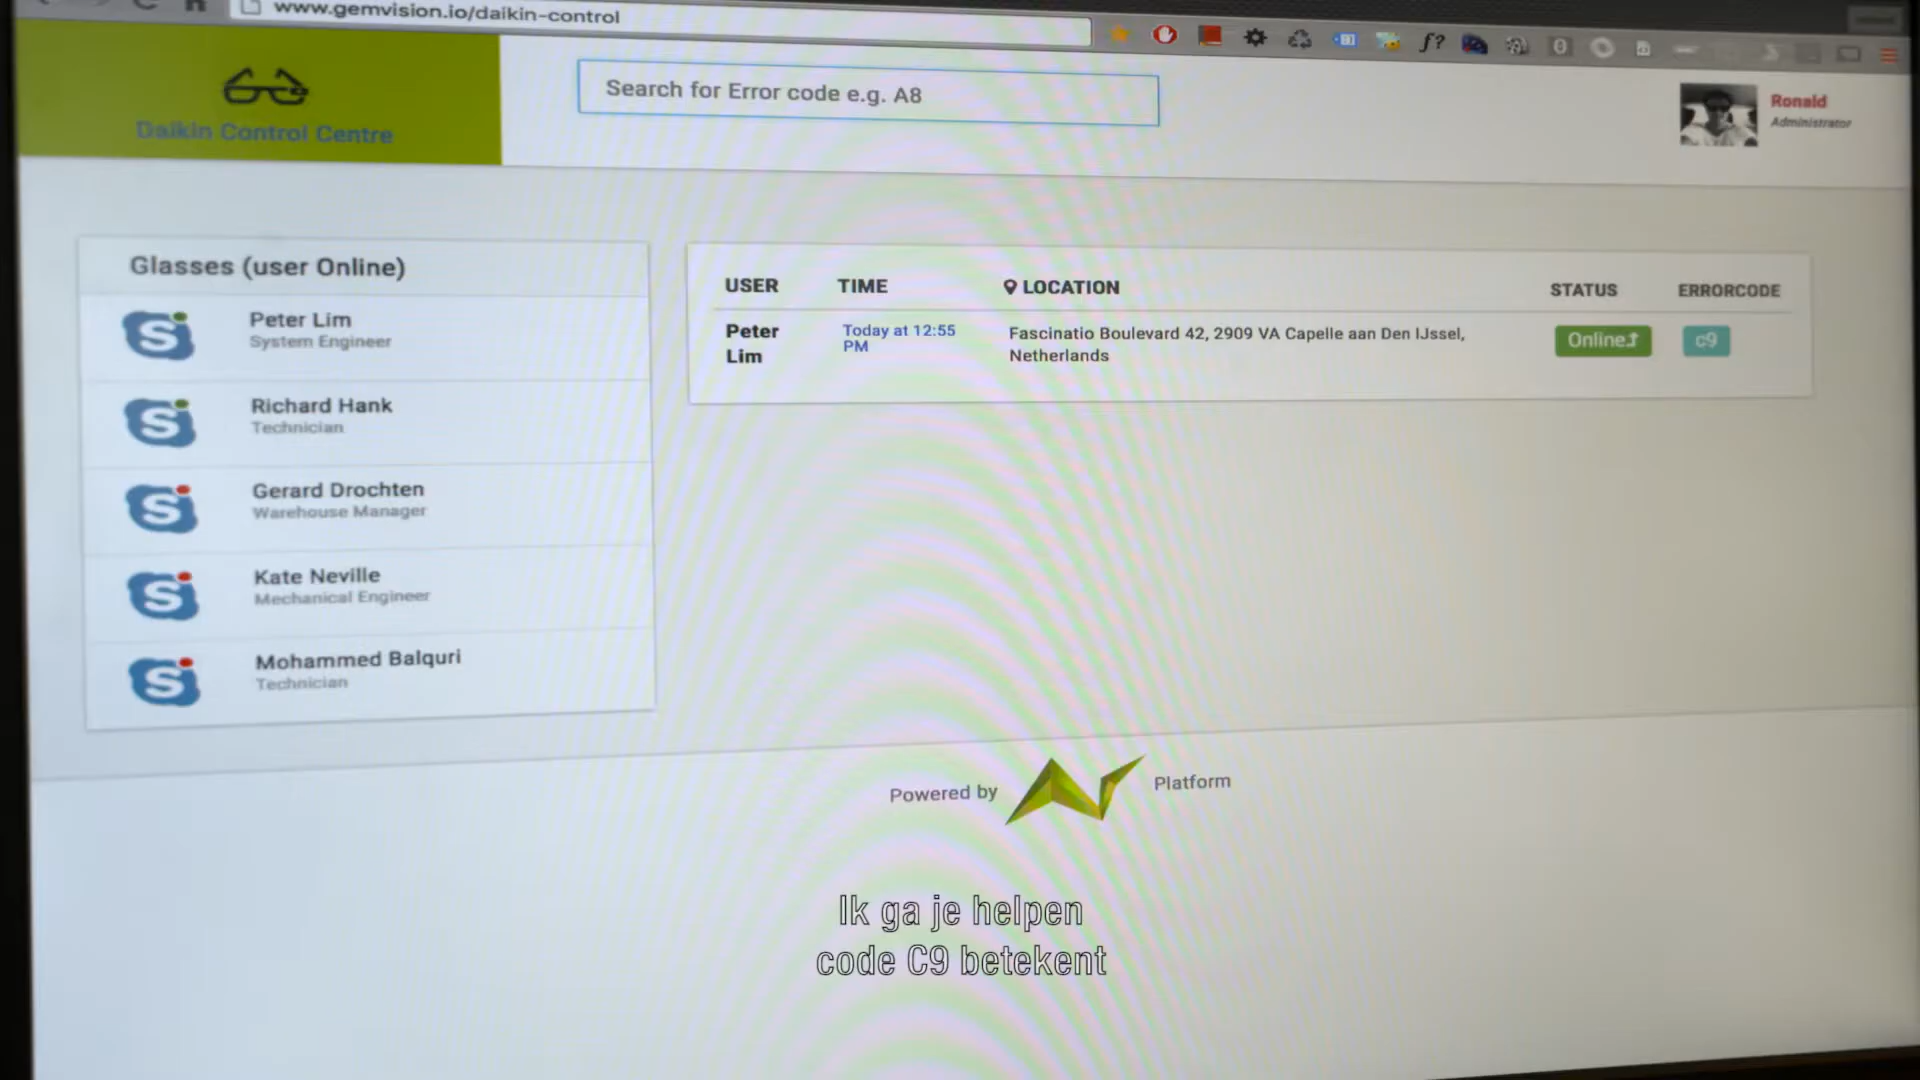 www.gemvision.io/daikin-control
Daikin Control Centre
Search for Error code e.g. A8
Ronald
Administrator
Glasses (user Online)
Peter Lim
System Engineer
Richard Hank
Technician
Gerard Drochten
Warehouse Manager
Kate Neville
Mechanical Engineer
Mohammed Balquri
Technician
USER TIME LOCATION STATUS ERRORCODE
Peter Lim
Today at 12:55 PM
Fascinatio Boulevard 42, 2909 VA Capelle aan Den IJssel,
Netherlands
Online
c9
Powered by
Platform
Ik ga je helpen
code C9 betekent